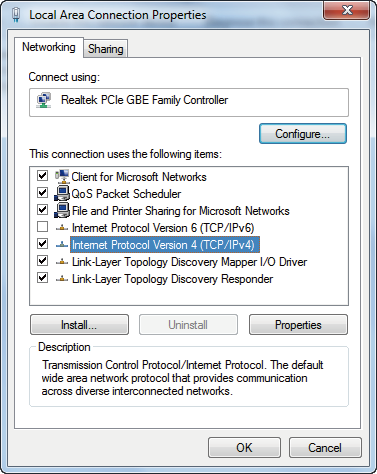 Local Area Connection Properties
Networking
Sharing
Connect using:
Realtek PCIe GBE Family Controller
Configure...
This connection uses the following items:
Client for Microsoft Networks
QoS Packet Scheduler
File and Printer Sharing for Microsoft Networks
Internet Protocol Version 6 (TCP/IPv6)
Internet Protocol Version 4 (TCP/IPv4)
Link-Layer Topology Discovery Mapper I/O Driver
Link-Layer Topology Discovery Responder
Install...
Uninstall
Properties
Description
Transmission Control Protocol/Internet Protocol. The default
wide area network protocol that provides communication
across diverse interconnected networks.
OK
Cancel